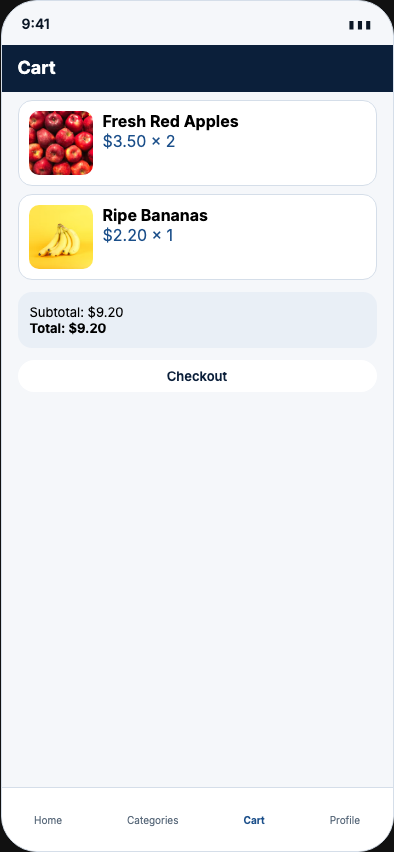 9:41
Cart
Fresh Red Apples
$3.50 × 2
Ripe Bananas
$2.20 × 1
Subtotal: $9.20
Total: $9.20
Checkout
Home Categories Cart Profile